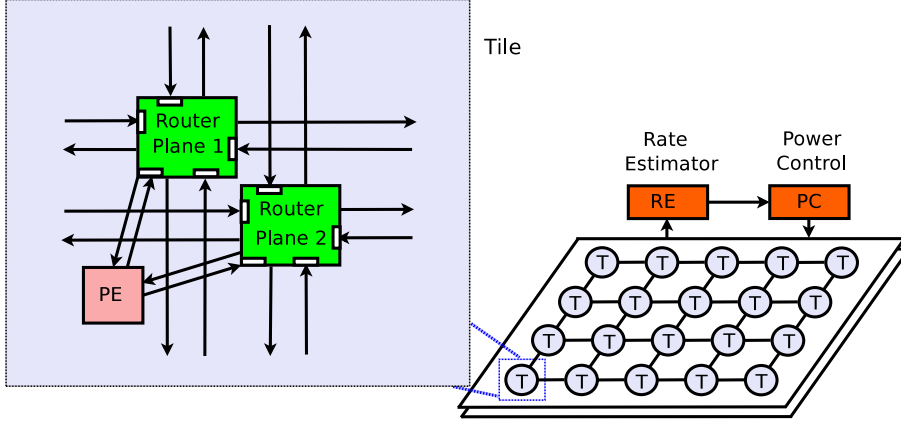 Tile
Router
Plane 1
Router
Plane 2
PE
Rate
Estimator
Power
Control
RE
PC
T T T T T
T T T T T
T T T T T
T T T T T